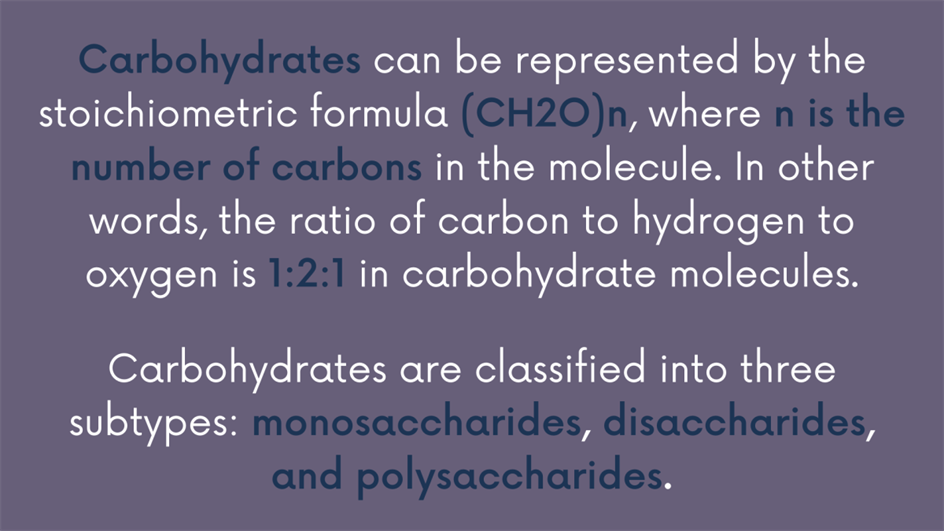 Carbohydrates can be represented by the
stoichiometric formula (CH2O)n, where n is the
number of carbons in the molecule. In other
words, the ratio of carbon to hydrogen to
oxygen is 1:2:1 in carbohydrate molecules.
Carbohydrates are classified into three
subtypes: monosaccharides, disaccharides,
and polysaccharides.